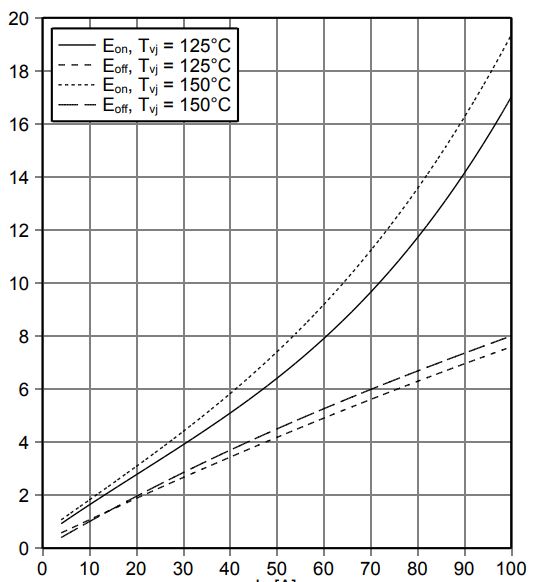 20
18
16
14
12
10
8
6
4
2
0
Eon, Tvj = 125°C
Eoff, Tvj = 125°C
Eon, Tvj = 150°C
Eoff, Tvj = 150°C
0 10 20 30 40 50 60 70 80 90 100
[A]